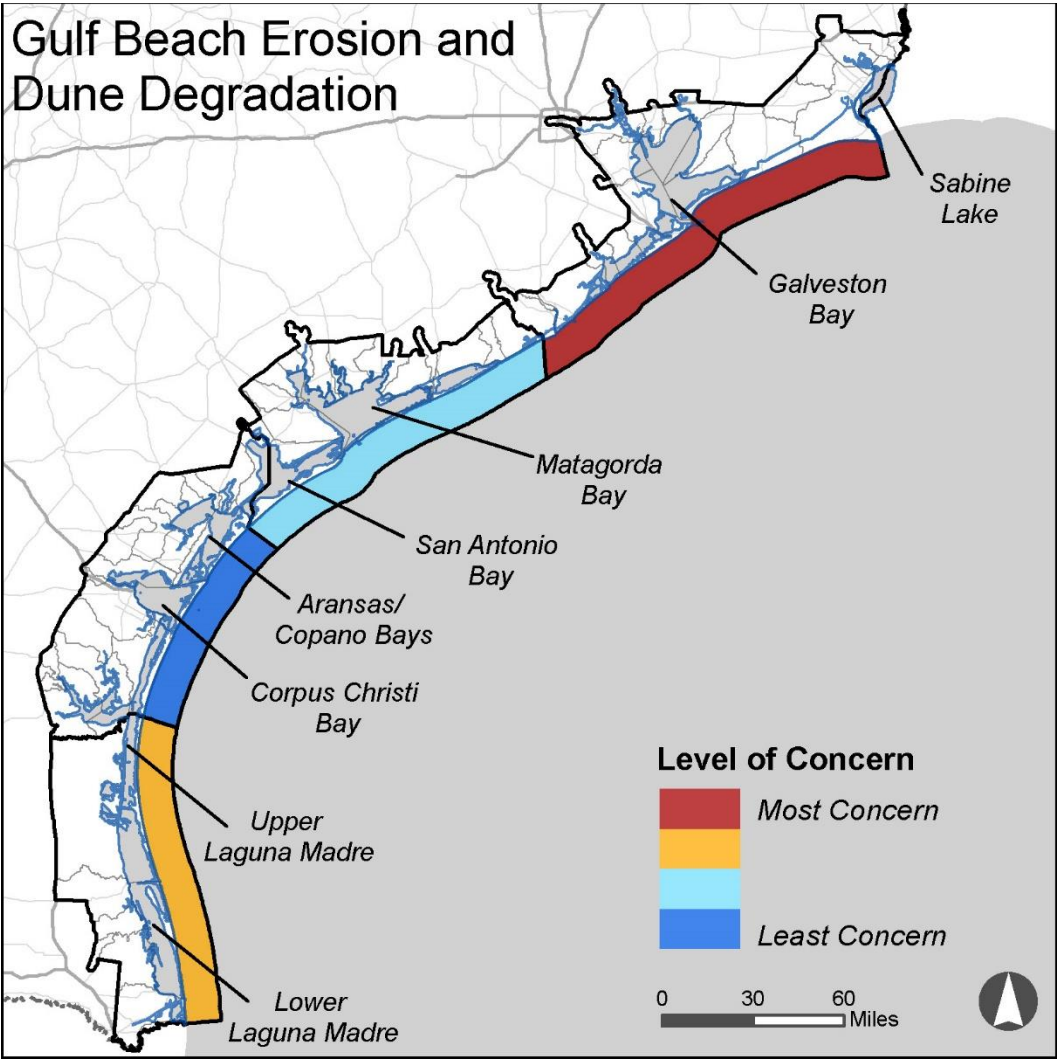 Gulf Beach Erosion and
Dune Degradation
Sabine
Lake
Galveston
Bay
Matagorda
Bay
San Antonio
Bay
Aransas/
Copano Bays
Corpus Christi
Bay
Upper
Laguna Madre
Lower
Laguna Madre
Level of Concern
Most Concern
Least Concern
0 30 60
Miles